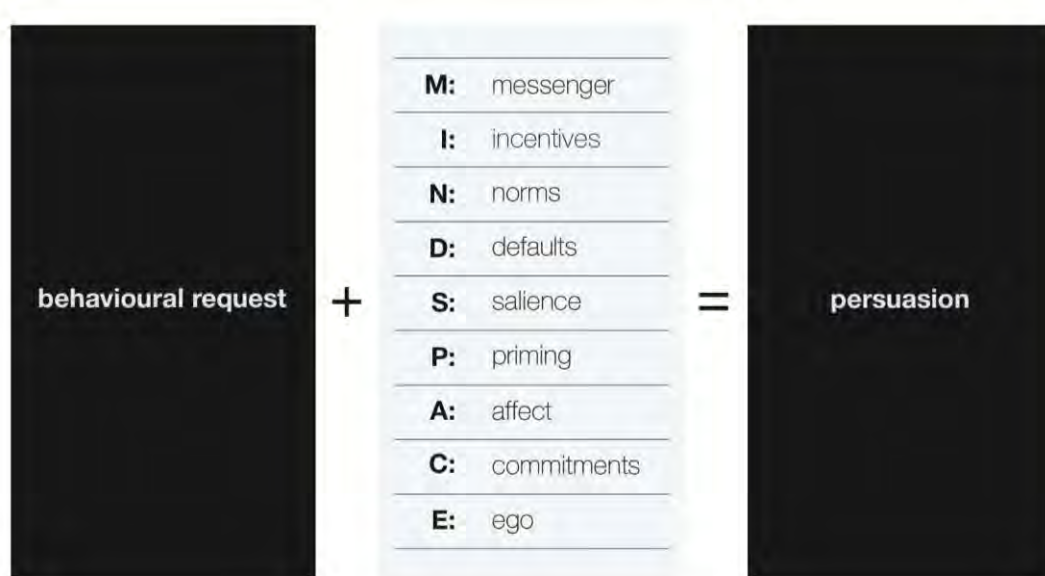 behavioural request
+
M: messenger
I: incentives
N: norms
D: defaults
S: salience
P: priming
A: affect
C: commitments
E: ego
=
persuasion